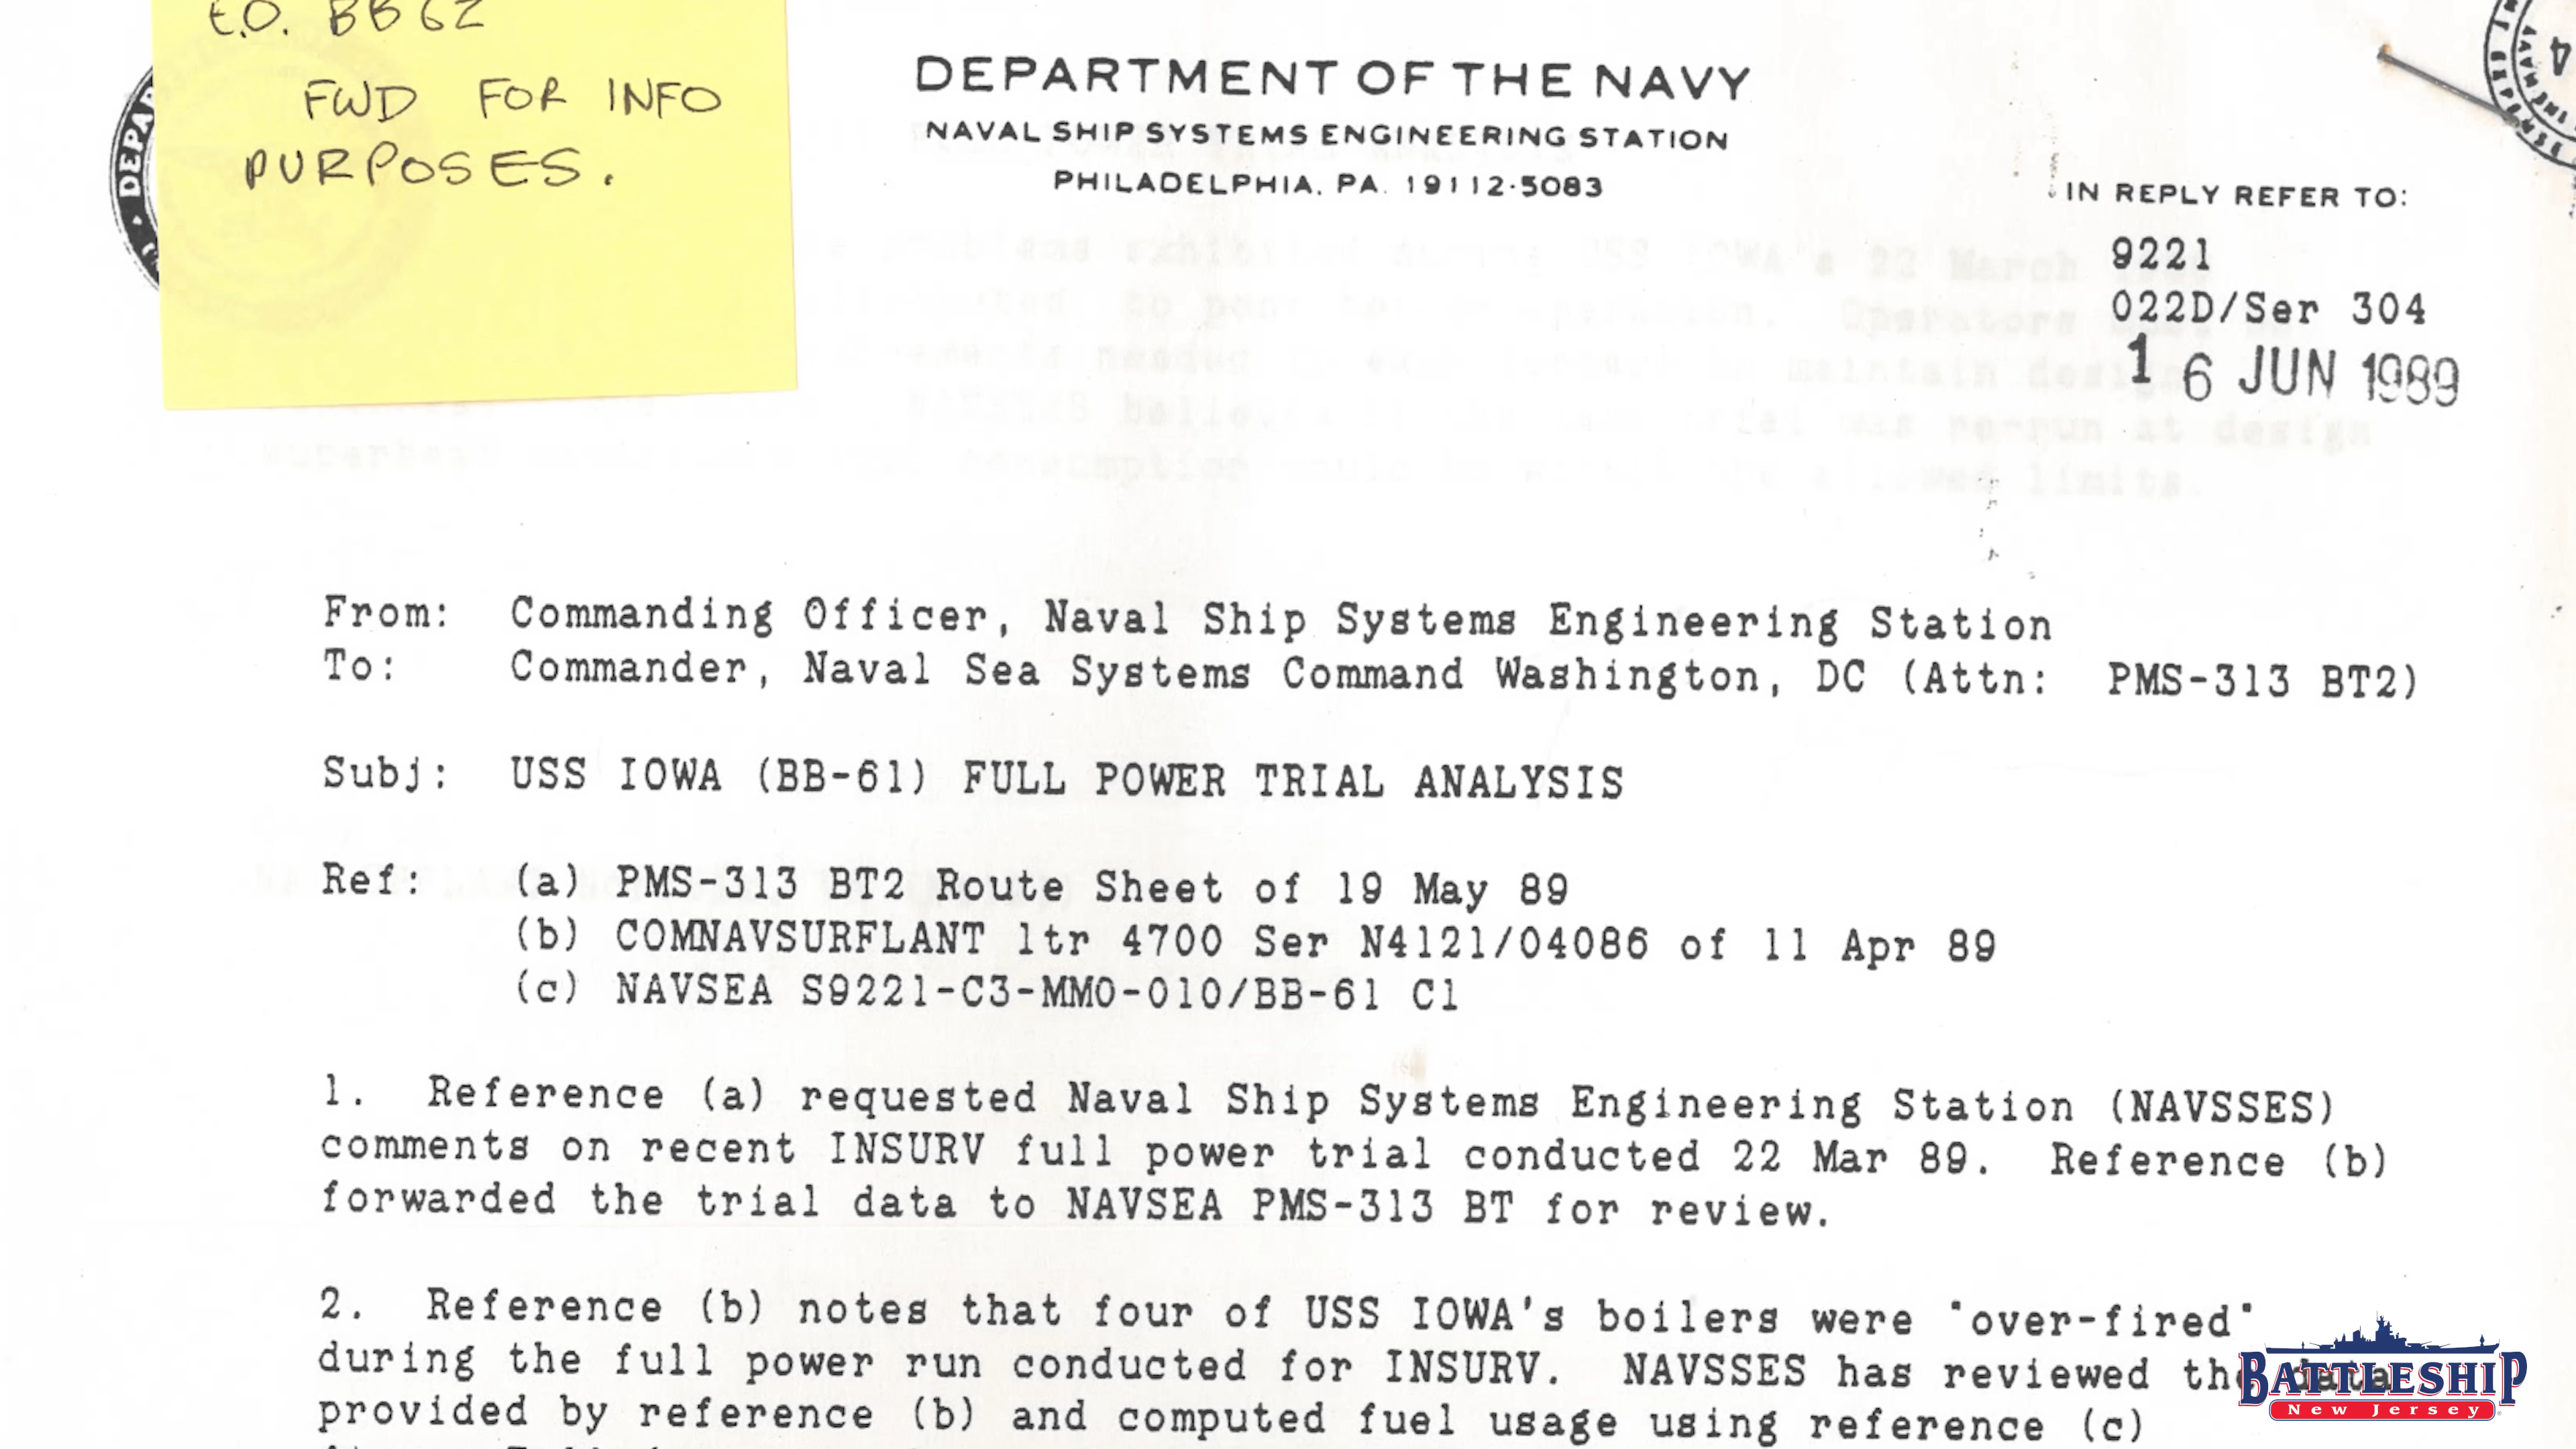 E.O. BB62
FWD FOR INFO
PURPOSES.
DEPAR
DEPARTMENT OF THE NAVY
NAVAL SHIP SYSTEMS ENGINEERING STATION
PHILADELPHIA, PA. 19112-5083
IN REPLY REFER TO:
9221
022D/Ser 304
16 JUN 1989
From: Commanding Officer, Naval Ship Systems Engineering Station
To: Commander, Naval Sea Systems Command Washington, DC (Attn: PMS-313 BT2)
Subj: USS IOWA (BB-61) FULL POWER TRIAL ANALYSIS
Ref: (a) PMS-313 BT2 Route Sheet of 19 May 89
(b) COMNAVSURFLANT ltr 4700 Ser N4121/04086 of 11 Apr 89
(c) NAVSEA S9221-C3-MMO-010/BB-61 C1
1. Reference (a) requested Naval Ship Systems Engineering Station (NAVSSES)
comments on recent INSURV full power trial conducted 22 Mar 89. Reference (b)
forwarded the trial data to NAVSEA PMS-313 BT for review.
2. Reference (b) notes that four of USS IOWA's boilers were "over-fired"
during the full power run conducted for INSURV. NAVSSES has reviewed the data
provided by reference (b) and computed fuel usage using reference (c)
BATTLESHIP
New Jersey